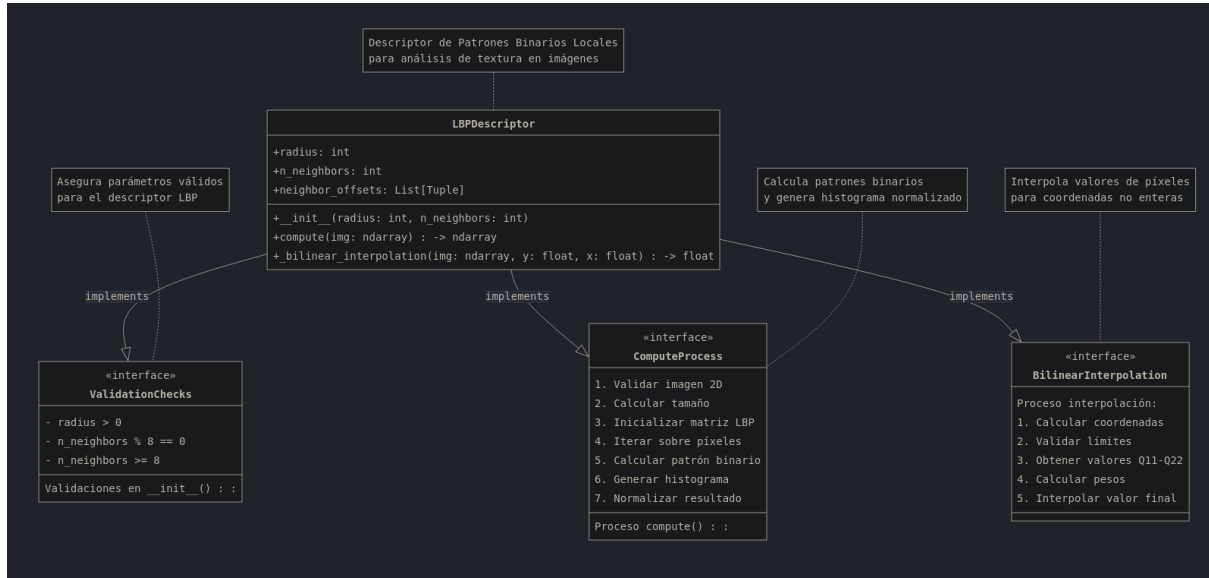 Descriptor de Patrones Binarios Locales
para análisis de textura en imágenes
LBPDescriptor
+radius: int
+n_neighbors: int
+neighbor_offsets: List[Tuple]
+__init__(radius: int, n_neighbors: int)
+compute(img: ndarray) : -> ndarray
+_bilinear_interpolation(img: ndarray, y: float, x: float) : -> float
Asegura parámetros válidos
para el descriptor LBP
Calcula patrones binarios
y genera histograma normalizado
Interpola valores de píxeles
para coordenadas no enteras
implements
implements
implements
«interface»
ValidationChecks
- radius > 0
- n_neighbors % 8 == 0
- n_neighbors >= 8
Validaciones en __init__() : :
«interface»
ComputeProcess
1. Validar imagen 2D
2. Calcular tamaño
3. Inicializar matriz LBP
4. Iterar sobre píxeles
5. Calcular patrón binario
6. Generar histograma
7. Normalizar resultado
Proceso compute() : :
«interface»
BilinearInterpolation
Proceso interpolación:
1. Calcular coordenadas
2. Validar límites
3. Obtener valores Q11-Q22
4. Calcular pesos
5. Interpolar valor final